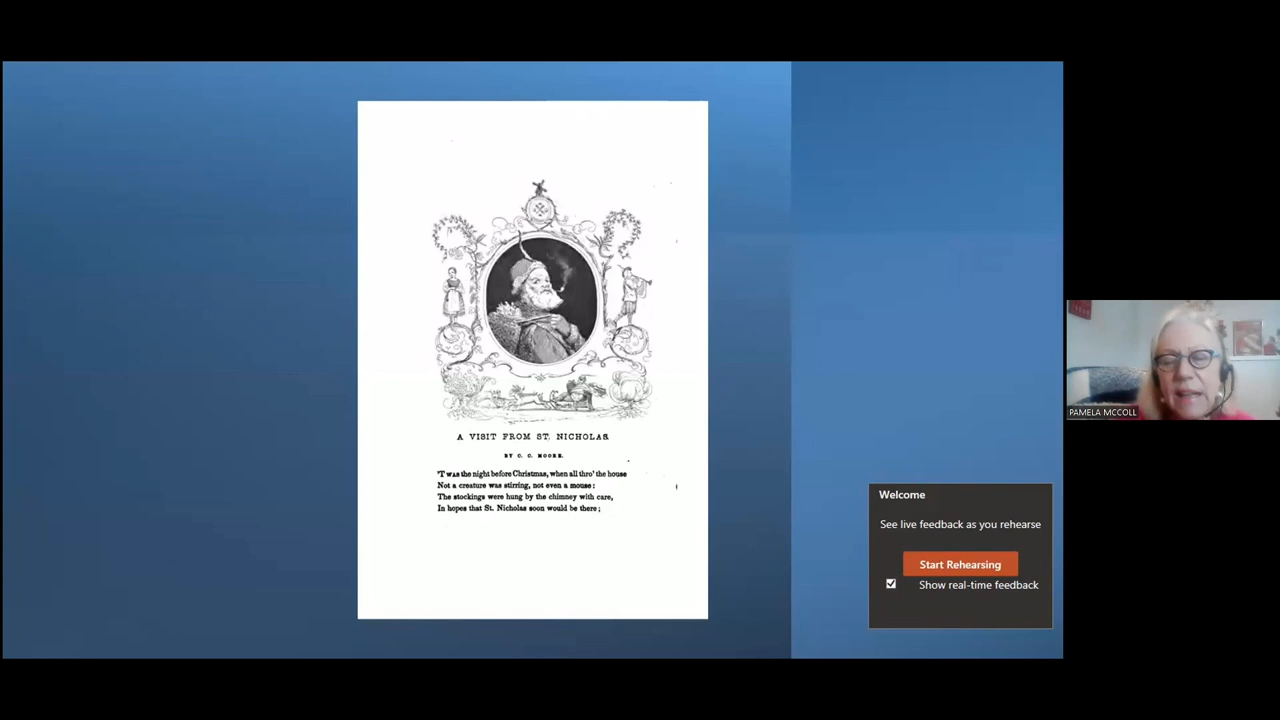 A VISIT FROM ST. NICHOLAS.
BY C. C. MOORE.
'T WAS the night before Christmas, when all thro' the house
Not a creature was stirring, not even a mouse:
The stockings were hung by the chimney with care,
In hopes that St. Nicholas soon would be there;
PAMELA MCCOLL
Welcome
See live feedback as you rehearse
Start Rehearsing
Show real-time feedback